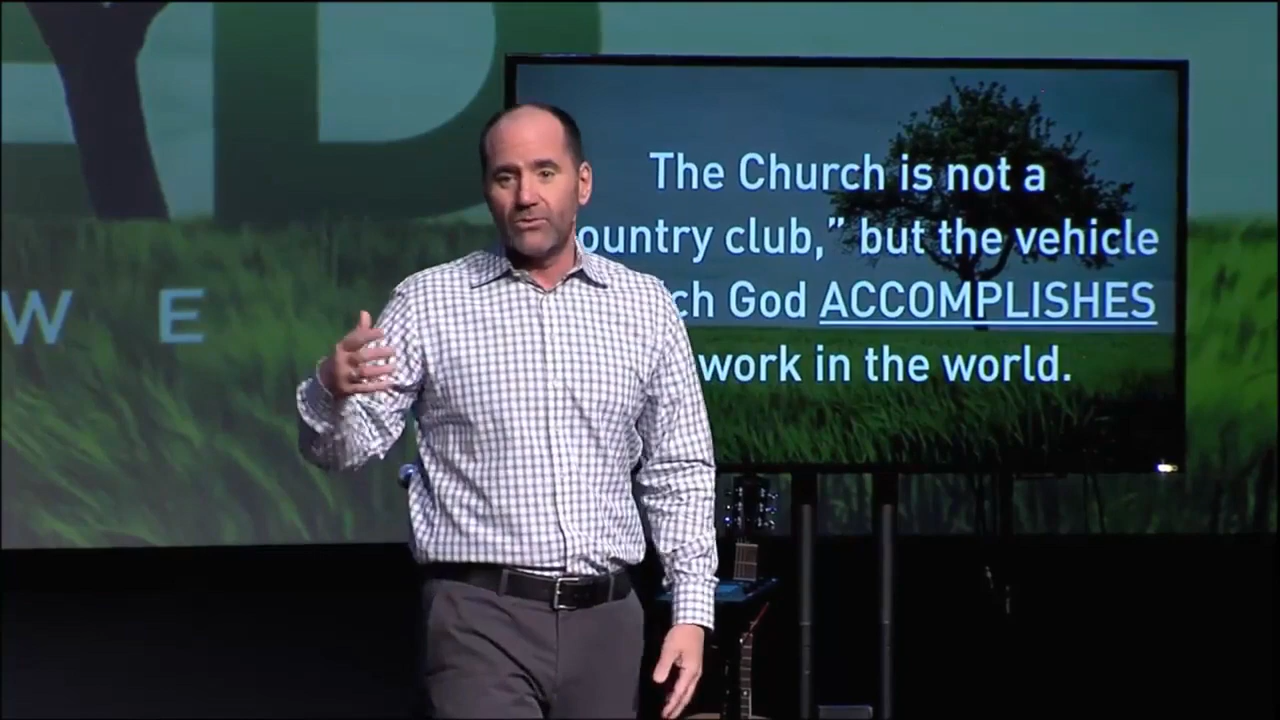 D
W E
The Church is not a
ountry club,” but the vehicle
ch God ACCOMPLISHES
work in the world.